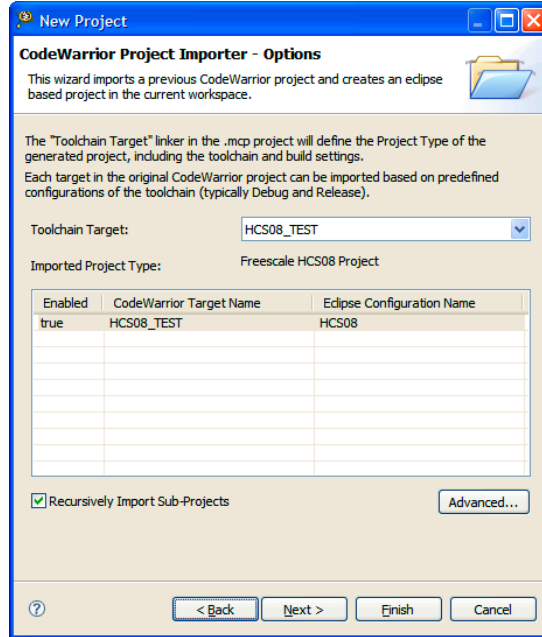 New Project
CodeWarrior Project Importer - Options
This wizard imports a previous CodeWarrior project and creates an eclipse
based project in the current workspace.
The "Toolchain Target" linker in the .mcp project will define the Project Type of the
generated project, including the toolchain and build settings.
Each target in the original CodeWarrior project can be imported based on predefined
configurations of the toolchain (typically Debug and Release).
Toolchain Target: HCS08_TEST
Imported Project Type: Freescale HCS08 Project
Enabled CodeWarrior Target Name Eclipse Configuration Name
true HCS08_TEST HCS08
Recursively Import Sub-Projects Advanced...
? < Back Next > Finish Cancel